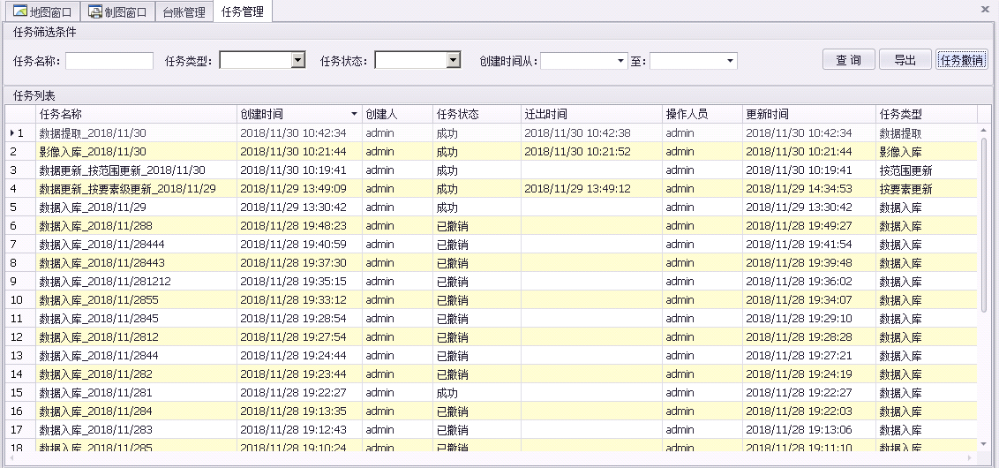 地图窗口 制图窗口 台账管理 任务管理
任务筛选条件
任务名称: 任务类型: 任务状态: 创建时间从: 至: 查 询 导出 任务撤销
任务列表
任务名称 创建时间 创建人 任务状态 迁出时间 操作人员 更新时间 任务类型
1 数据提取_2018/11/30 2018/11/30 10:42:34 admin 成功 2018/11/30 10:42:38 admin 2018/11/30 10:42:34 数据提取
2 影像入库_2018/11/30 2018/11/30 10:21:44 admin 成功 2018/11/30 10:21:52 admin 2018/11/30 10:21:44 影像入库
3 数据更新_按范围更新_2018/11/30 2018/11/30 10:19:41 admin 成功 admin 2018/11/30 10:19:41 按范围更新
4 数据更新_按要素级更新_2018/11/29 2018/11/29 13:49:09 admin 成功 2018/11/29 13:49:12 admin 2018/11/29 14:34:53 按要素更新
5 数据入库_2018/11/29 2018/11/29 13:30:42 admin 成功 admin 2018/11/29 13:30:42 数据入库
6 数据入库_2018/11/288 2018/11/28 19:48:23 admin 已撤销 admin 2018/11/28 19:49:27 数据入库
7 数据入库_2018/11/28444 2018/11/28 19:40:59 admin 已撤销 admin 2018/11/28 19:41:54 数据入库
8 数据入库_2018/11/28443 2018/11/28 19:37:30 admin 已撤销 admin 2018/11/28 19:39:48 数据入库
9 数据入库_2018/11/281212 2018/11/28 19:35:15 admin 已撤销 admin 2018/11/28 19:36:02 数据入库
10 数据入库_2018/11/2855 2018/11/28 19:33:12 admin 已撤销 admin 2018/11/28 19:34:07 数据入库
11 数据入库_2018/11/2845 2018/11/28 19:28:54 admin 已撤销 admin 2018/11/28 19:29:10 数据入库
12 数据入库_2018/11/2812 2018/11/28 19:27:54 admin 已撤销 admin 2018/11/28 19:28:28 数据入库
13 数据入库_2018/11/2844 2018/11/28 19:24:44 admin 已撤销 admin 2018/11/28 19:27:21 数据入库
14 数据入库_2018/11/282 2018/11/28 19:23:44 admin 已撤销 admin 2018/11/28 19:24:19 数据入库
15 数据入库_2018/11/281 2018/11/28 19:22:27 admin 成功 admin 2018/11/28 19:22:27 数据入库
16 数据入库_2018/11/284 2018/11/28 19:13:35 admin 已撤销 admin 2018/11/28 19:22:03 数据入库
17 数据入库_2018/11/283 2018/11/28 19:12:43 admin 已撤销 admin 2018/11/28 19:13:06 数据入库
18 数据入库_2018/11/285 2018/11/28 19:10:24 admin 已撤销 admin 2018/11/28 19:11:10 数据入库